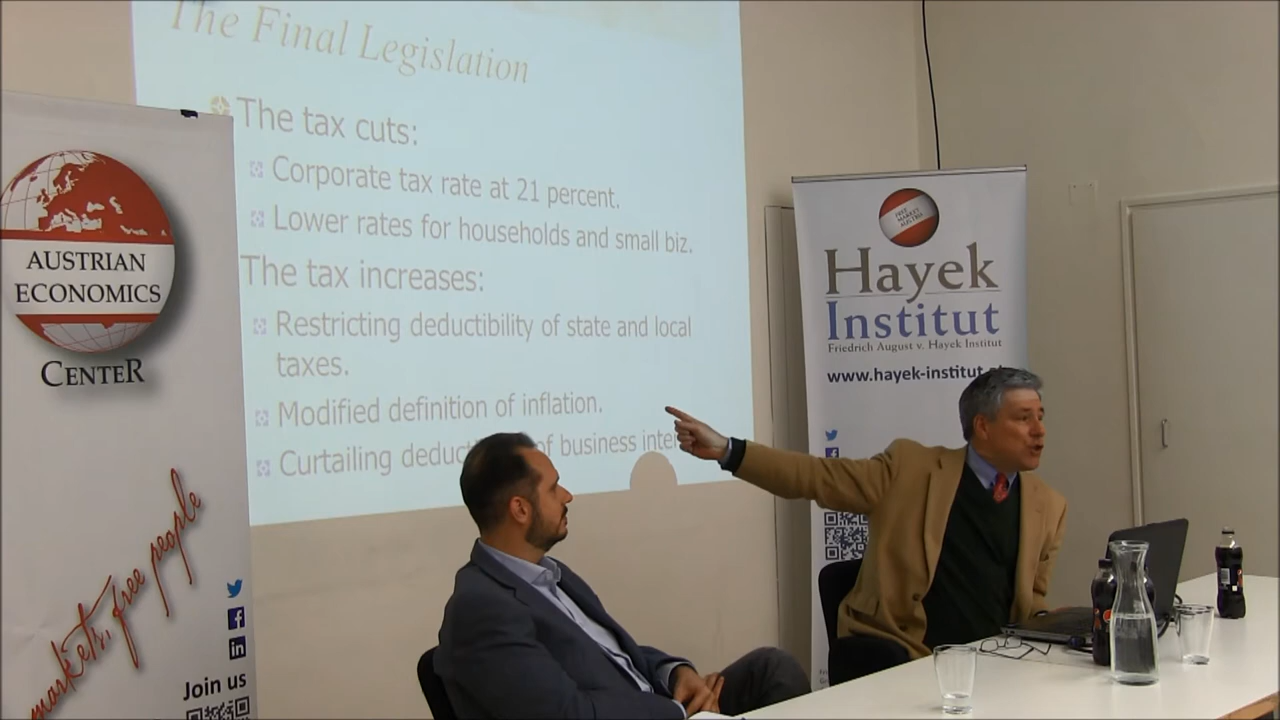 The Final Legislation
The tax cuts:
Corporate tax rate at 21 percent.
Lower rates for households and small biz.
The tax increases:
Restricting deductibility of state and local
taxes.
Modified definition of inflation.
Curtailing of business
AUSTRIAN
ECONOMICS
CENTER
markets, free people
Join us
FREE
MARKET
Hayek
Institut
Friedrich August v. Hayek Institut
www.hayek-institut